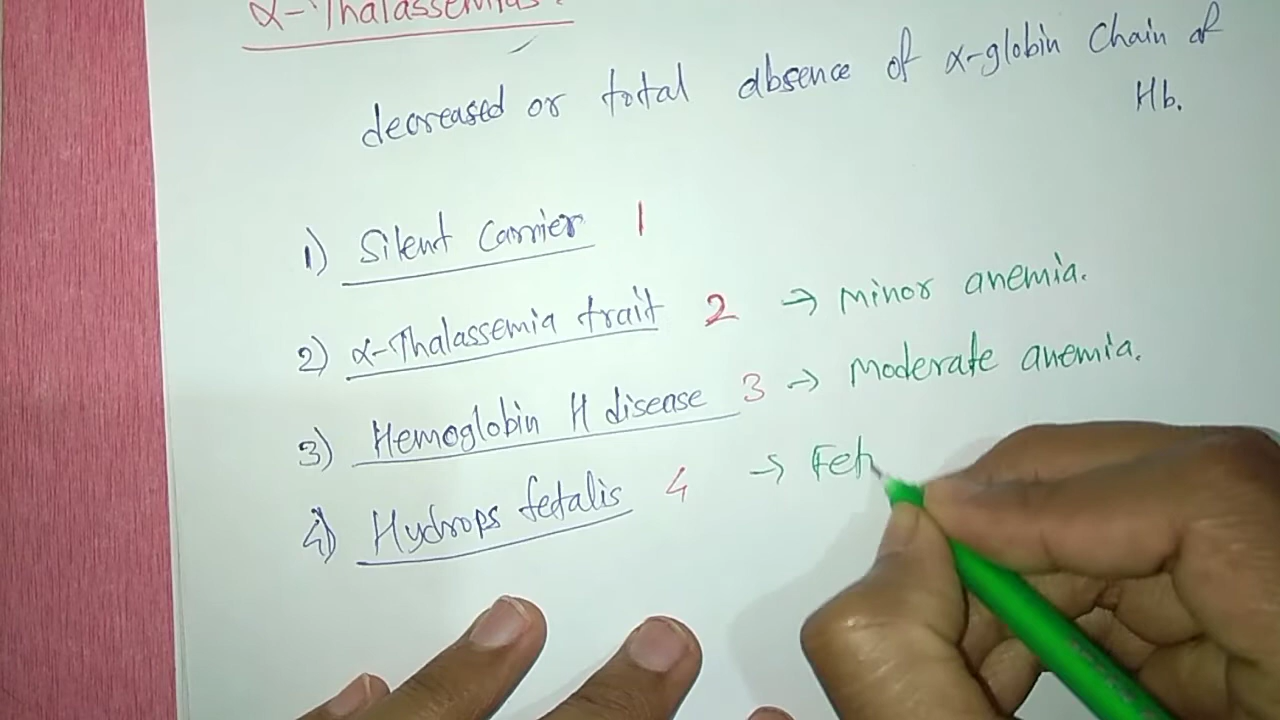 α-Thalassemias:
decreased or total absence of α-globin Chain of
Hb.
1) Silent Carrier 1
2) α-Thalassemia trait 2 → Minor anemia.
3) Hemoglobin H disease 3 → Moderate anemia.
4) Hydrops fetalis 4 → Fet